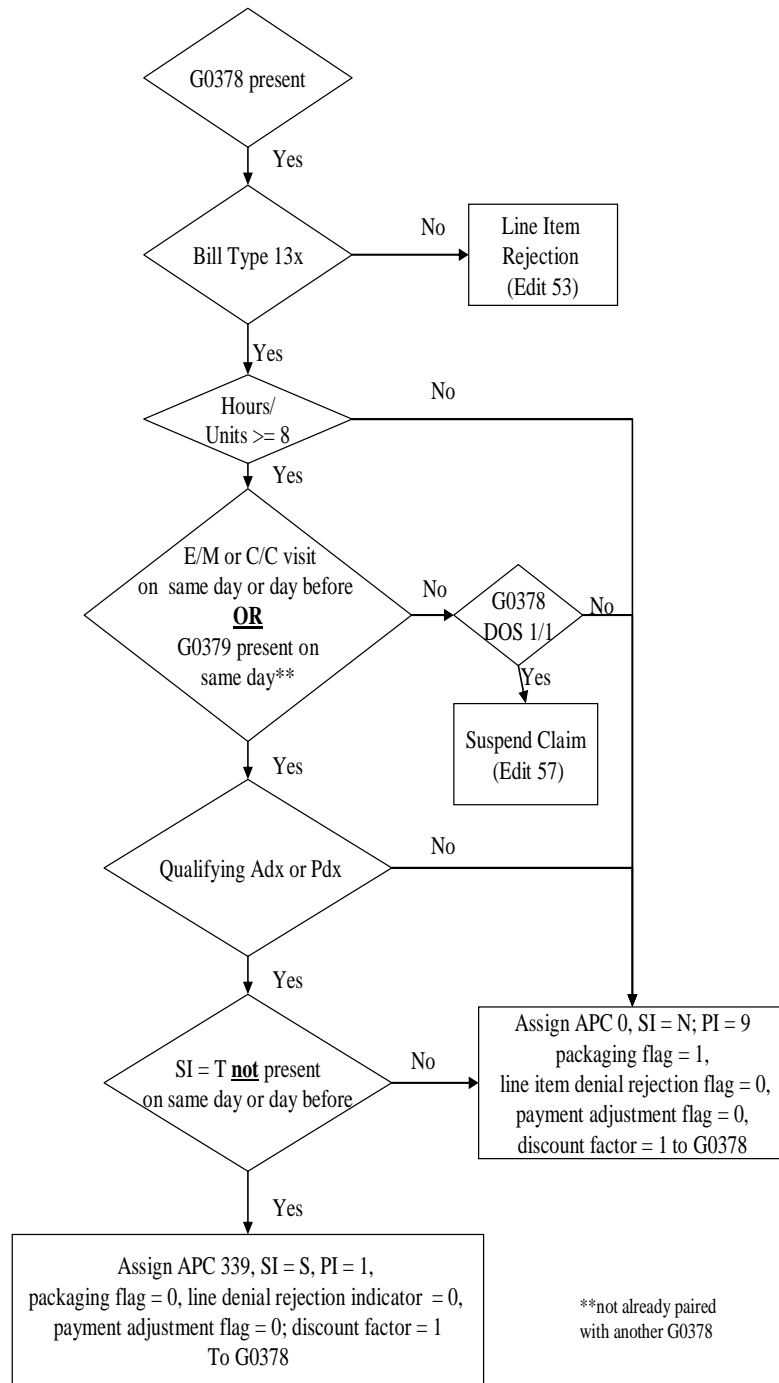 G0378 present
Yes
Bill Type 13x
No
Line Item
Rejection
(Edit 53)
Yes
Hours/
Units >= 8
No
Yes
E/M or C/C visit
on same day or day before
OR
G0379 present on
same day**
No
G0378
DOS 1/1
No
Yes
Suspend Claim
(Edit 57)
Yes
Qualifying Adx or Pdx
No
Yes
SI = T not present
on same day or day before
No
Assign APC 0, SI = N; PI = 9
packaging flag = 1,
line item denial rejection flag = 0,
payment adjustment flag = 0,
discount factor = 1 to G0378
Yes
Assign APC 339, SI = S, PI = 1,
packaging flag = 0, line denial rejection indicator = 0,
payment adjustment flag = 0; discount factor = 1
To G0378
**not already paired
with another G0378